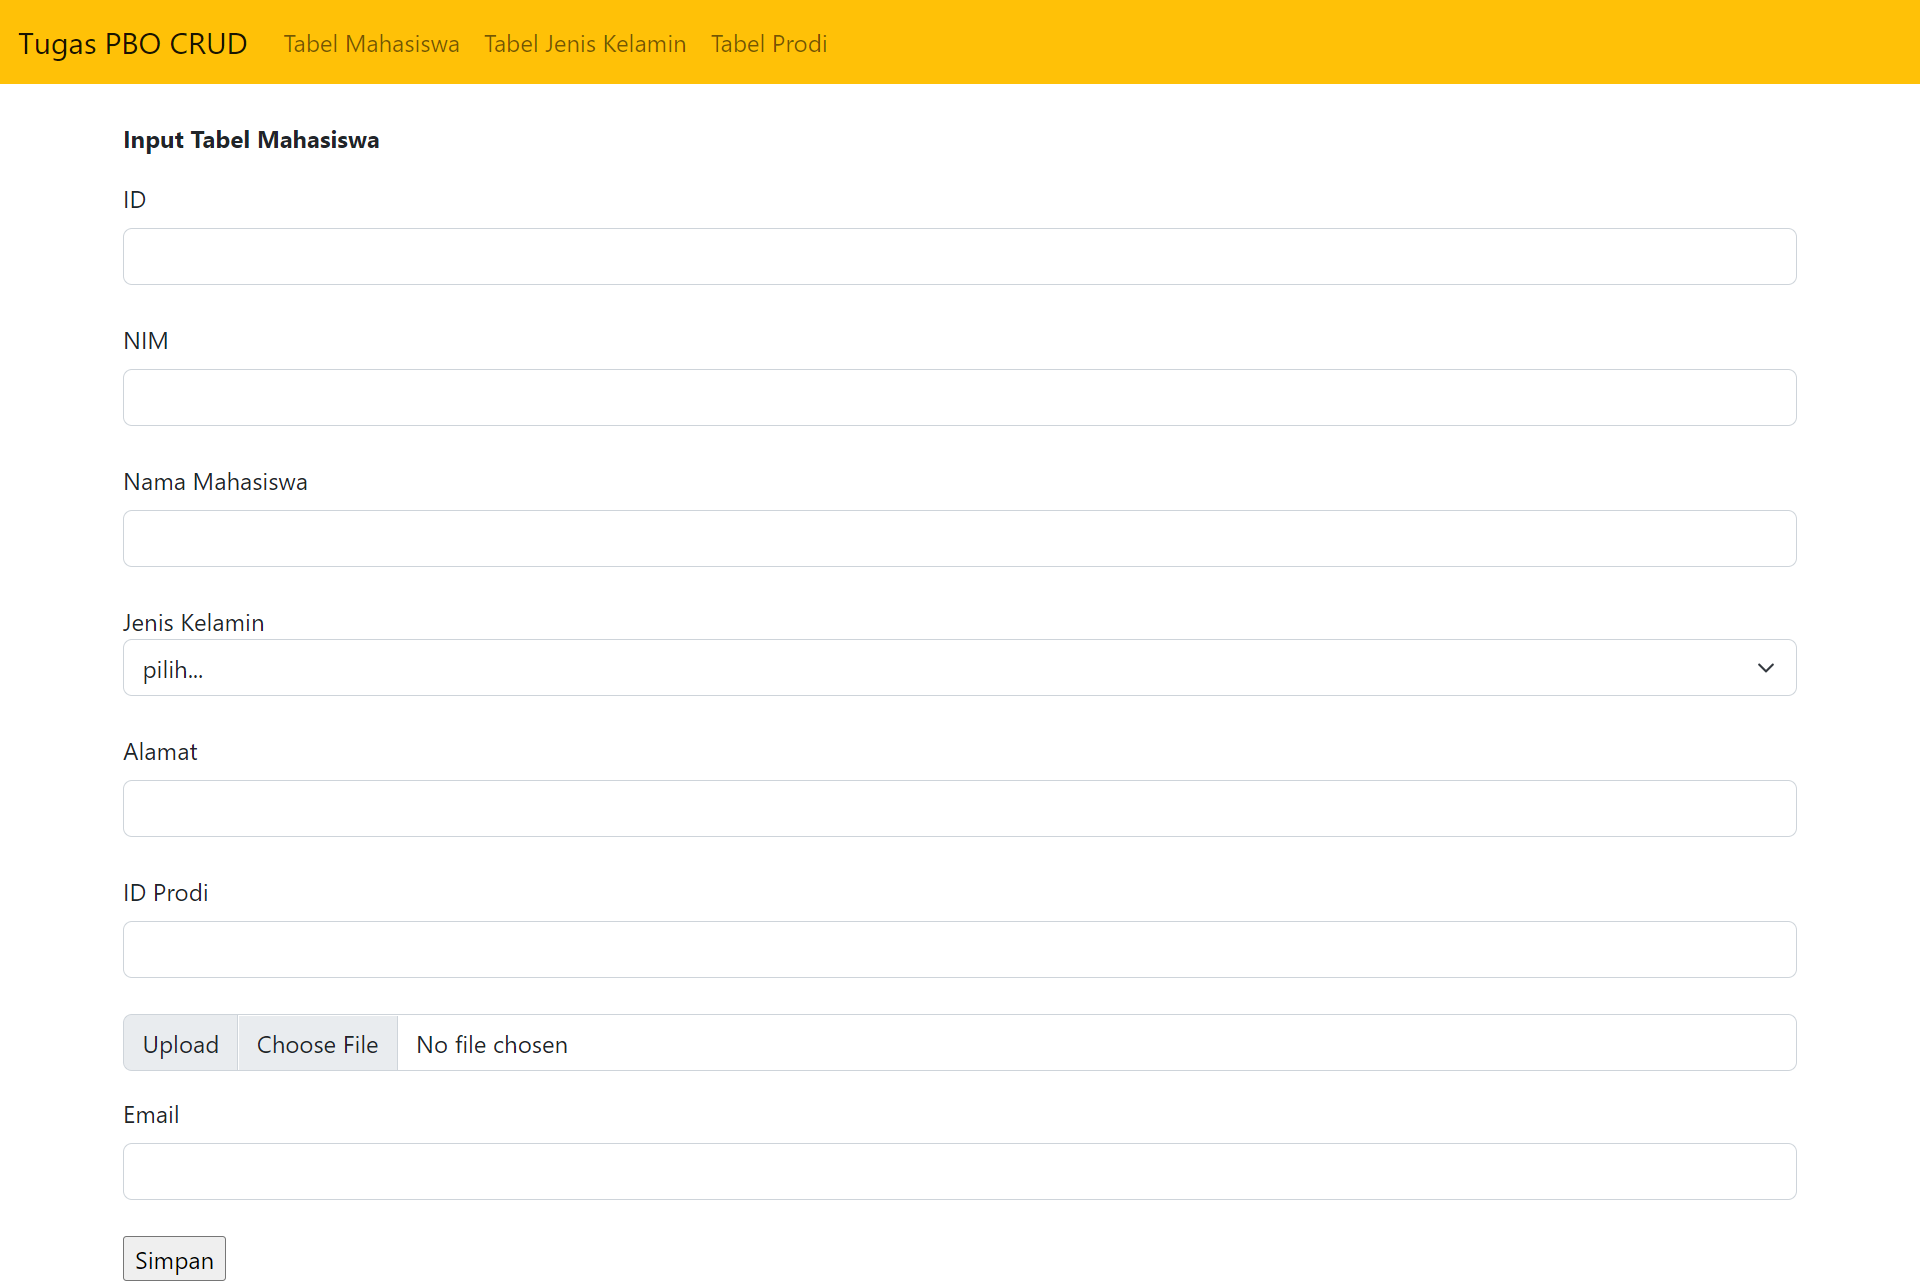 Tugas PBO CRUD Tabel Mahasiswa Tabel Jenis Kelamin Tabel Prodi
Input Tabel Mahasiswa
ID
NIM
Nama Mahasiswa
Jenis Kelamin
pilih...
Alamat
ID Prodi
Upload Choose File No file chosen
Email
Simpan